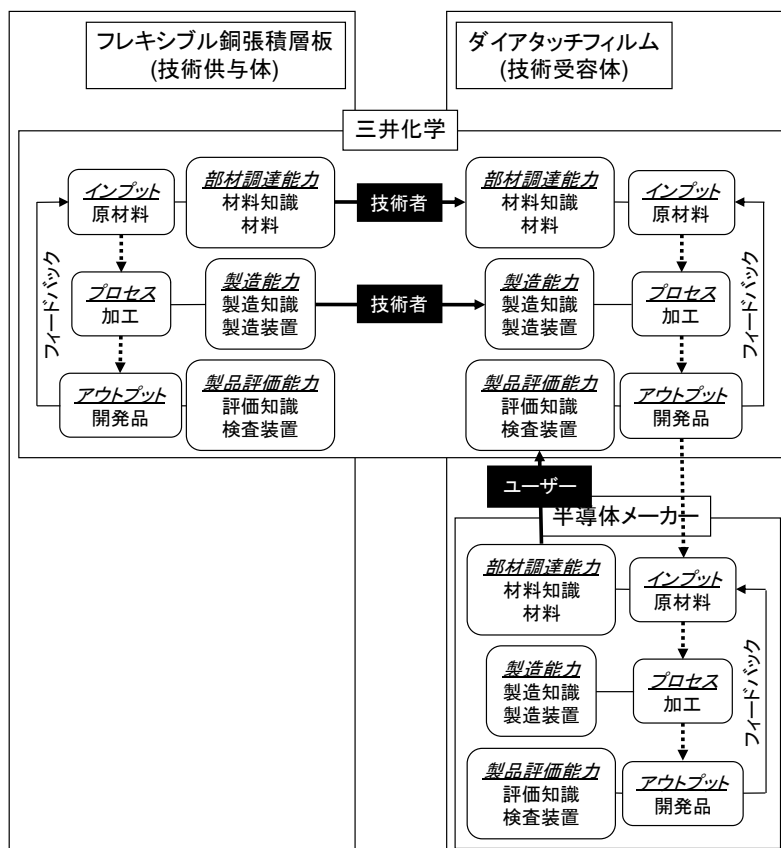 フレキシブル銅張積層板
(技術供与体)
ダイアタッチフィルム
(技術受容体)
三井化学
インプット
原材料
部材調達能力
材料知識
材料
技術者
部材調達能力
材料知識
材料
インプット
原材料
フィードバック
プロセス
加工
製造能力
製造知識
製造装置
技術者
製造能力
製造知識
製造装置
プロセス
加工
フィードバック
アウトプット
開発品
製品評価能力
評価知識
検査装置
製品評価能力
評価知識
検査装置
アウトプット
開発品
ユーザー
半導体メーカー
部材調達能力
材料知識
材料
インプット
原材料
製造能力
製造知識
製造装置
プロセス
加工
フィードバック
製品評価能力
評価知識
検査装置
アウトプット
開発品